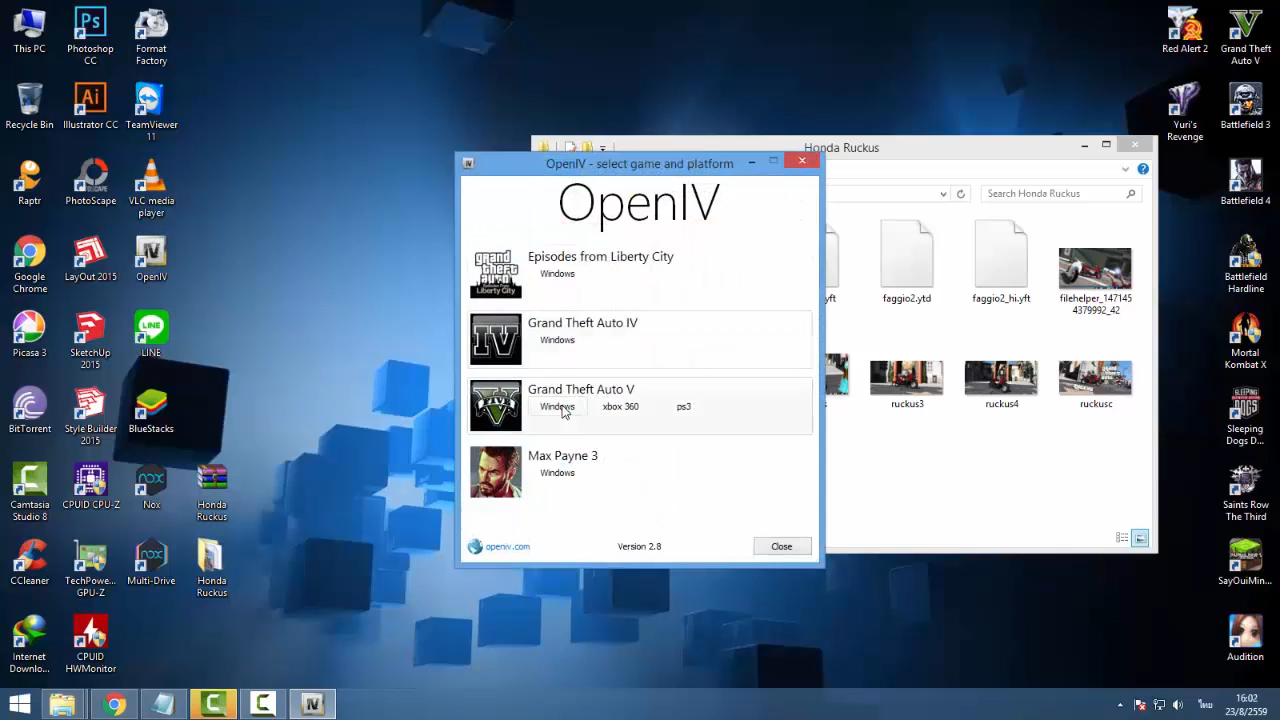 This PC
Photoshop CC
Format Factory
Recycle Bin
Illustrator CC
TeamViewer 11
Raptr
PhotoScape
VLC media player
Google Chrome
LayOut 2015
OpenIV
Picasa 3
SketchUp 2015
LINE
BitTorrent
Style Builder 2015
BlueStacks
Camtasia Studio 8
CPUID CPU-Z
Nox
Honda Ruckus
CCleaner
TechPowe... GPU-Z
Multi-Drive
Honda Ruckus
Internet Downlo...
CPUID HWMonitor
OpenIV - select game and platform
OpenIV
Episodes from Liberty City
Windows
Grand Theft Auto IV
Windows
Grand Theft Auto V
Windows
xbox 360
ps3
Max Payne 3
Windows
openiv.com
Version 2.8
Close
Honda Ruckus
Search Honda Ruckus
yft
faggio2.ytd
faggio2_hi.yft
filehelper_147145
4379992_42
s
ruckus3
ruckus4
ruckusc
Red Alert 2
Grand Theft Auto V
Yuri's Revenge
Battlefield 3
Battlefield 4
Battlefield Hardline
Mortal Kombat
Sleeping Dogs D...
Saints Row The Third
SayOuiMin...
Audition
ไทย
16:02
23/8/2559